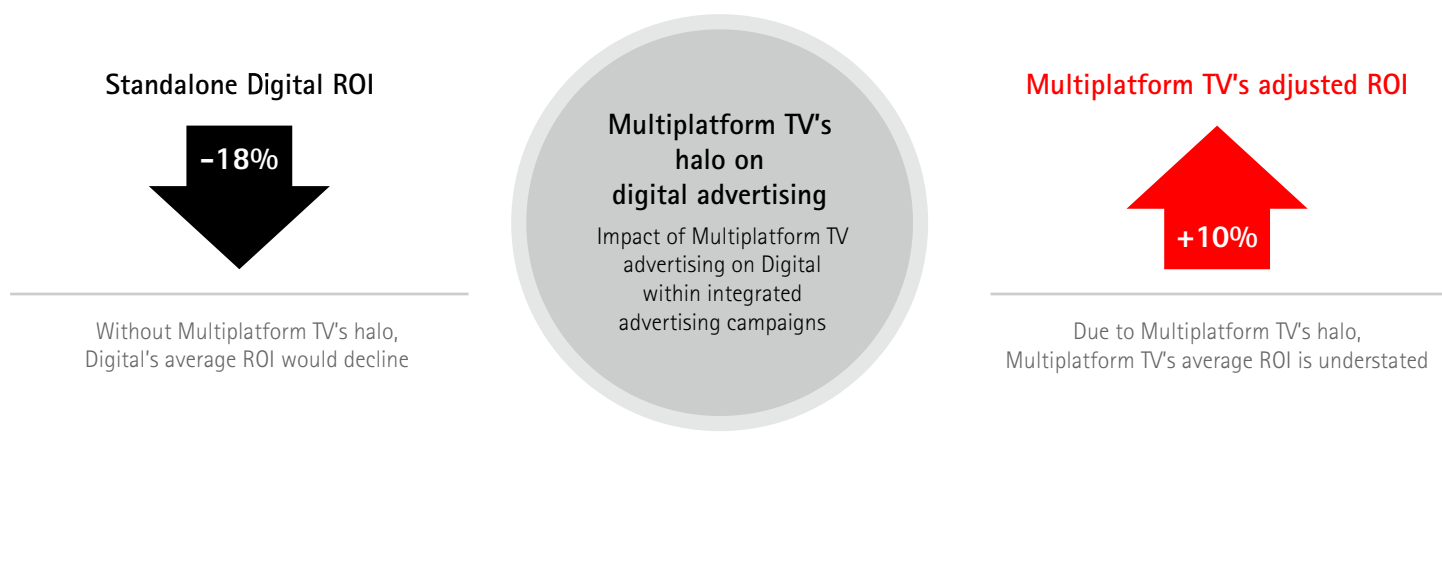 Standalone Digital ROI
-18%
Without Multiplatform TV's halo,
Digital's average ROI would decline
Multiplatform TV's
halo on
digital advertising
Impact of Multiplatform TV
advertising on Digital
within integrated
advertising campaigns
Multiplatform TV's adjusted ROI
+10%
Due to Multiplatform TV's halo,
Multiplatform TV's average ROI is understated